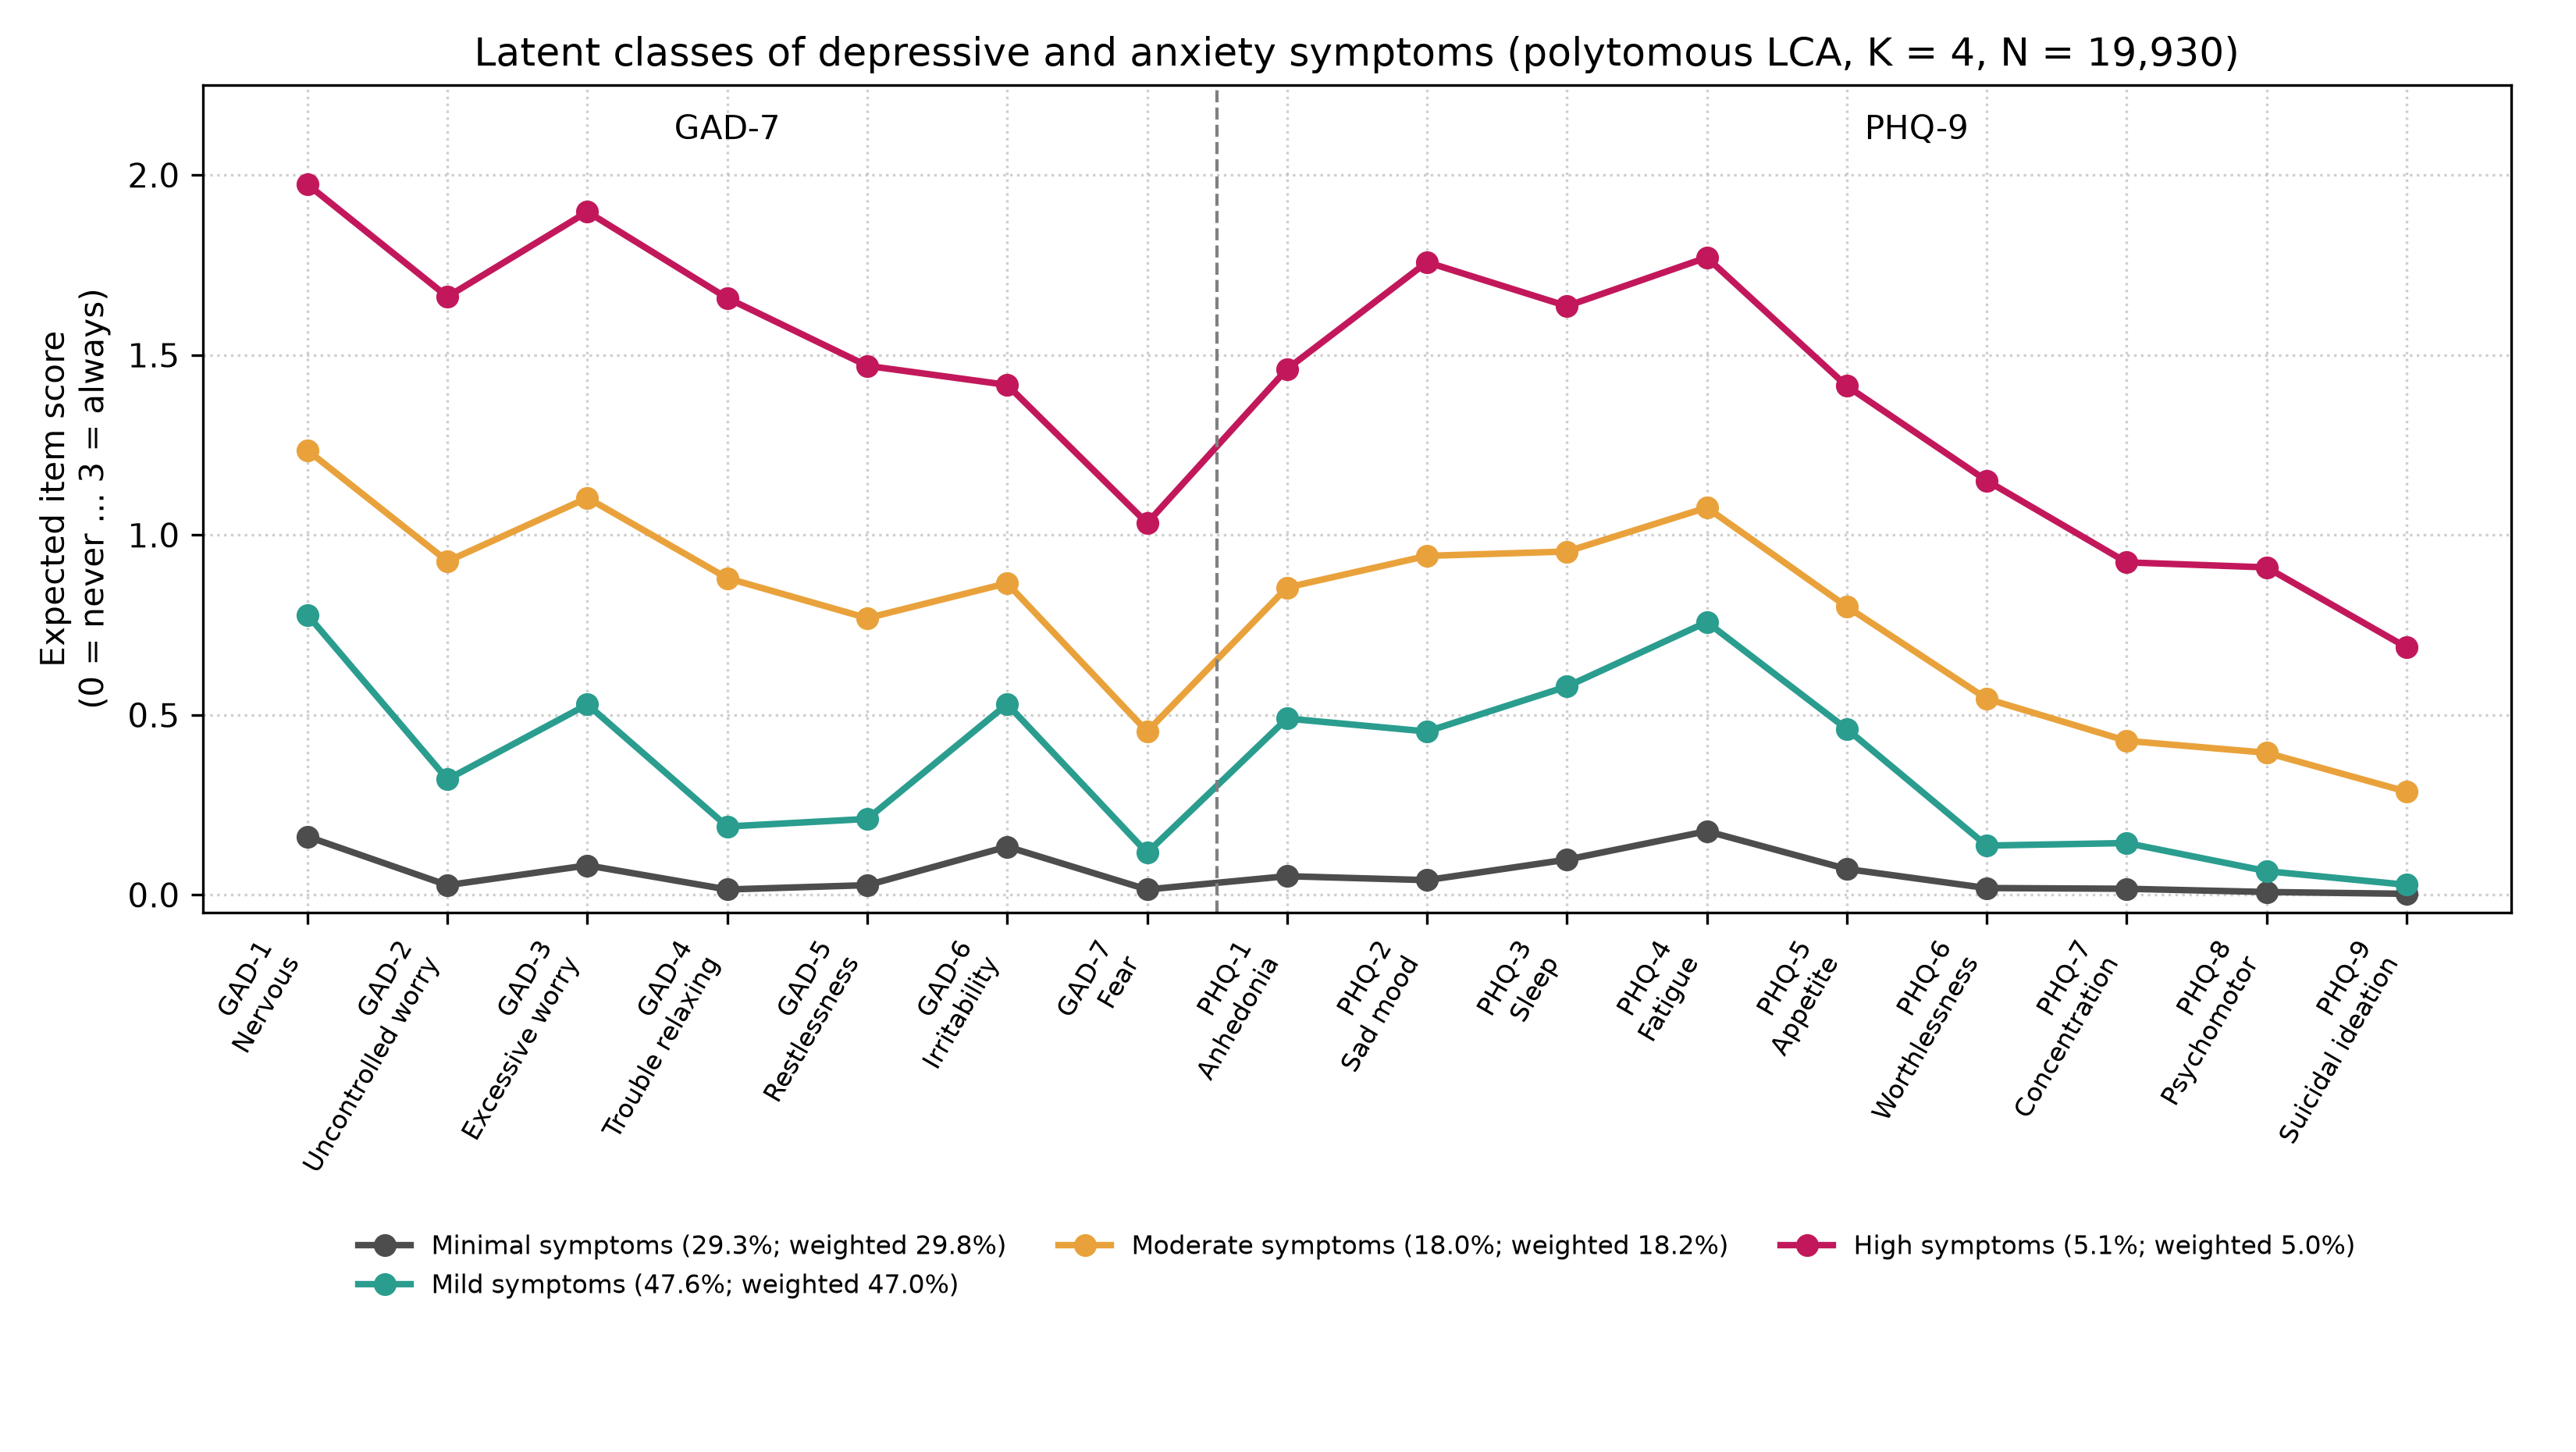 Latent classes of depressive and anxiety symptoms (polytomous LCA, K = 4, N = 19,930)
GAD-7
PHQ-9
Expected item score
(0 = never ... 3 = always)
2.0
1.5
1.0
0.5
0.0
GAD-1
Nervous
GAD-2
Uncontrolled worry
GAD-3
Excessive worry
GAD-4
Trouble relaxing
GAD-5
Restlessness
GAD-6
Irritability
GAD-7
Fear
PHQ-1
Anhedonia
PHQ-2
Sad mood
PHQ-3
Sleep
PHQ-4
Fatigue
PHQ-5
Appetite
PHQ-6
Worthlessness
PHQ-7
Concentration
PHQ-8
Psychomotor
PHQ-9
Suicidal ideation
Minimal symptoms (29.3%; weighted 29.8%)
Mild symptoms (47.6%; weighted 47.0%)
Moderate symptoms (18.0%; weighted 18.2%)
High symptoms (5.1%; weighted 5.0%)